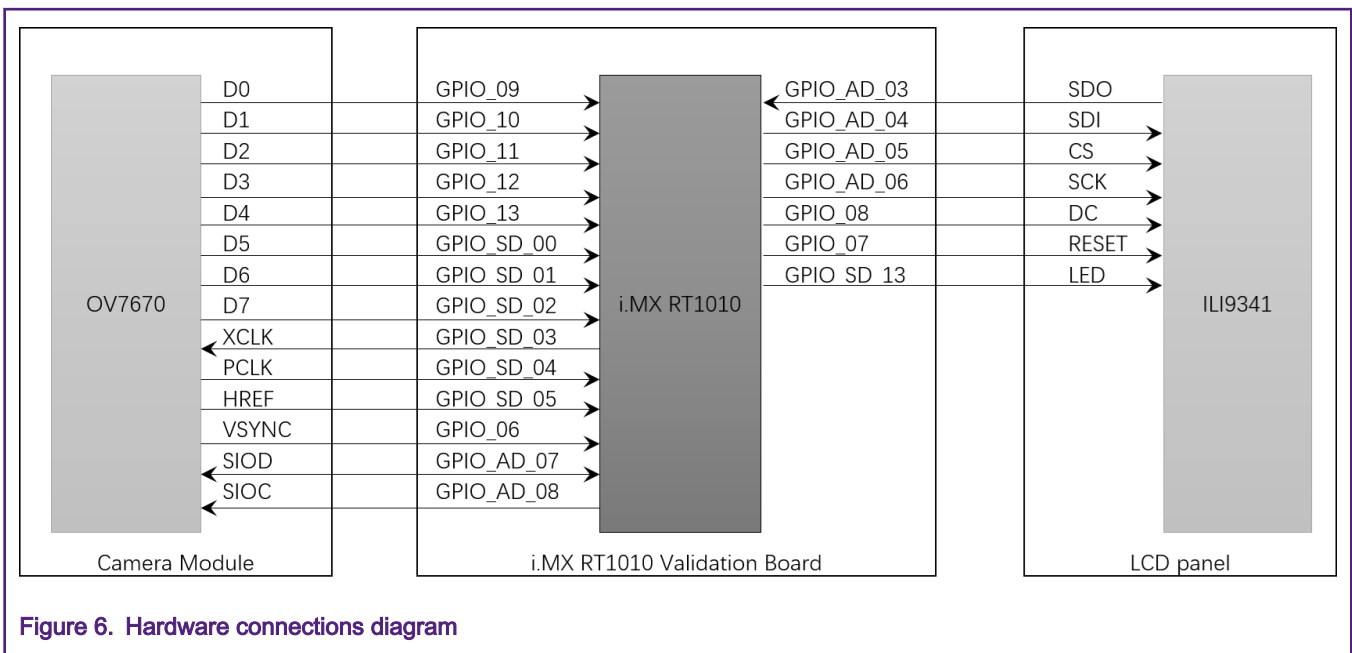 D0 GPIO_09 GPIO_AD_03 SDO
D1 GPIO_10 GPIO_AD_04 SDI
D2 GPIO_11 GPIO_AD_05 CS
D3 GPIO_12 GPIO_AD_06 SCK
D4 GPIO_13 GPIO_08 DC
D5 GPIO_SD_00 GPIO_07 RESET
D6 GPIO_SD_01 GPIO_SD_13 LED
OV7670 D7 GPIO_SD_02 i.MX RT1010 ILI9341
XCLK GPIO_SD_03
PCLK GPIO_SD_04
HREF GPIO_SD_05
VSYNC GPIO_06
SIOD GPIO_AD_07
SIOC GPIO_AD_08
Camera Module i.MX RT1010 Validation Board LCD panel
Figure 6. Hardware connections diagram